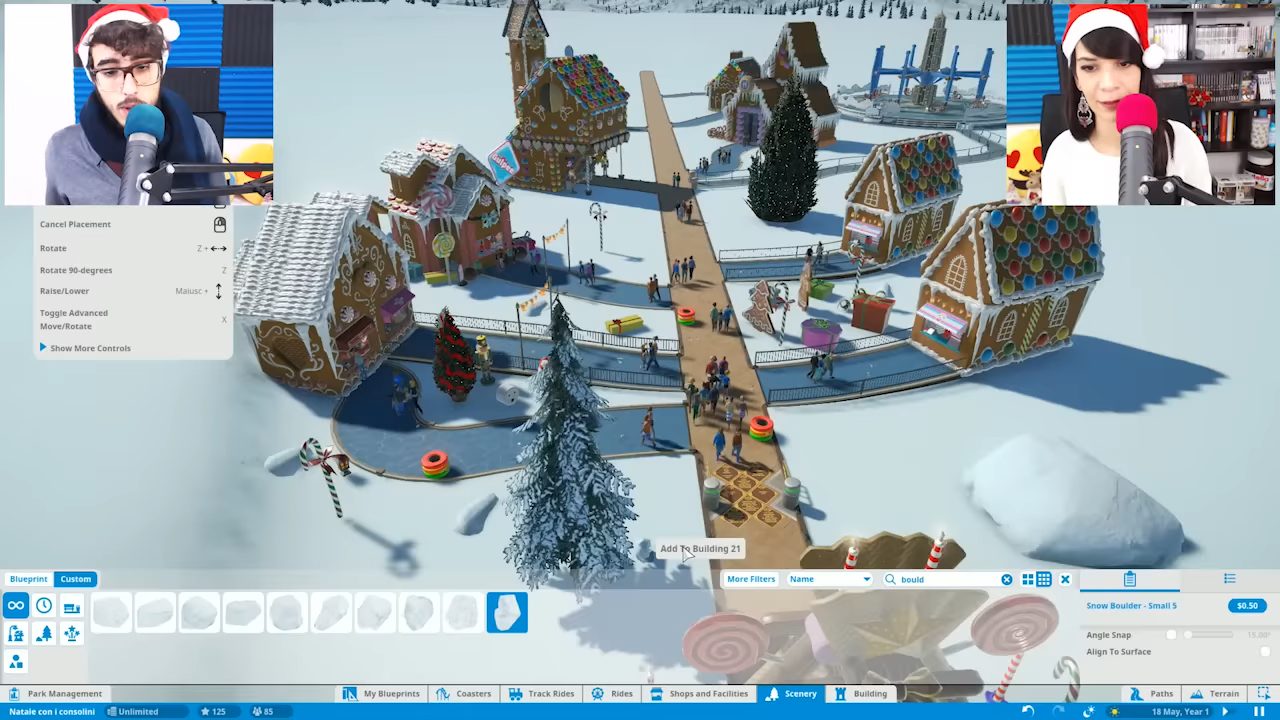 Gulpee
Cancel Placement
Rotate Z +
Rotate 90-degrees Z
Raise/Lower Maiusc +
Toggle Advanced
Move/Rotate X
Show More Controls
Add To Building 21
Blueprint Custom
More Filters Name bould
Snow Boulder - Small 5 $0.50
Angle Snap 15.00°
Align To Surface
Park Management My Blueprints Coasters Track Rides Rides Shops and Facilities Scenery Building Paths Terrain
Natale con i consolini Unlimited 125 85 18 May, Year 1